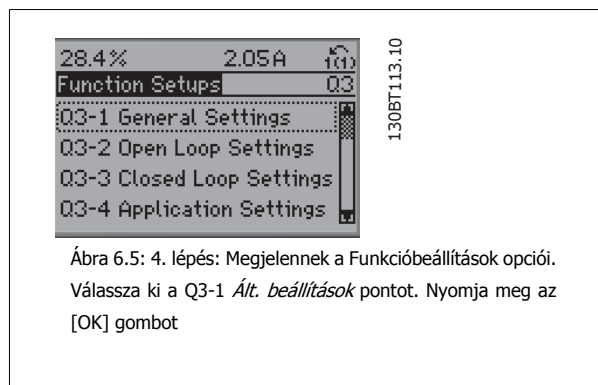 28.4% 2.05A 1(1)
Function Setups Q3
Q3-1 General Settings
Q3-2 Open Loop Settings
Q3-3 Closed Loop Settings
Q3-4 Application Settings
130BT113.10
Ábra 6.5: 4. lépés: Megjelennek a Funkcióbeállítások opciói.
Válassza ki a Q3-1 Ált. beállítások pontot. Nyomja meg az
[OK] gombot